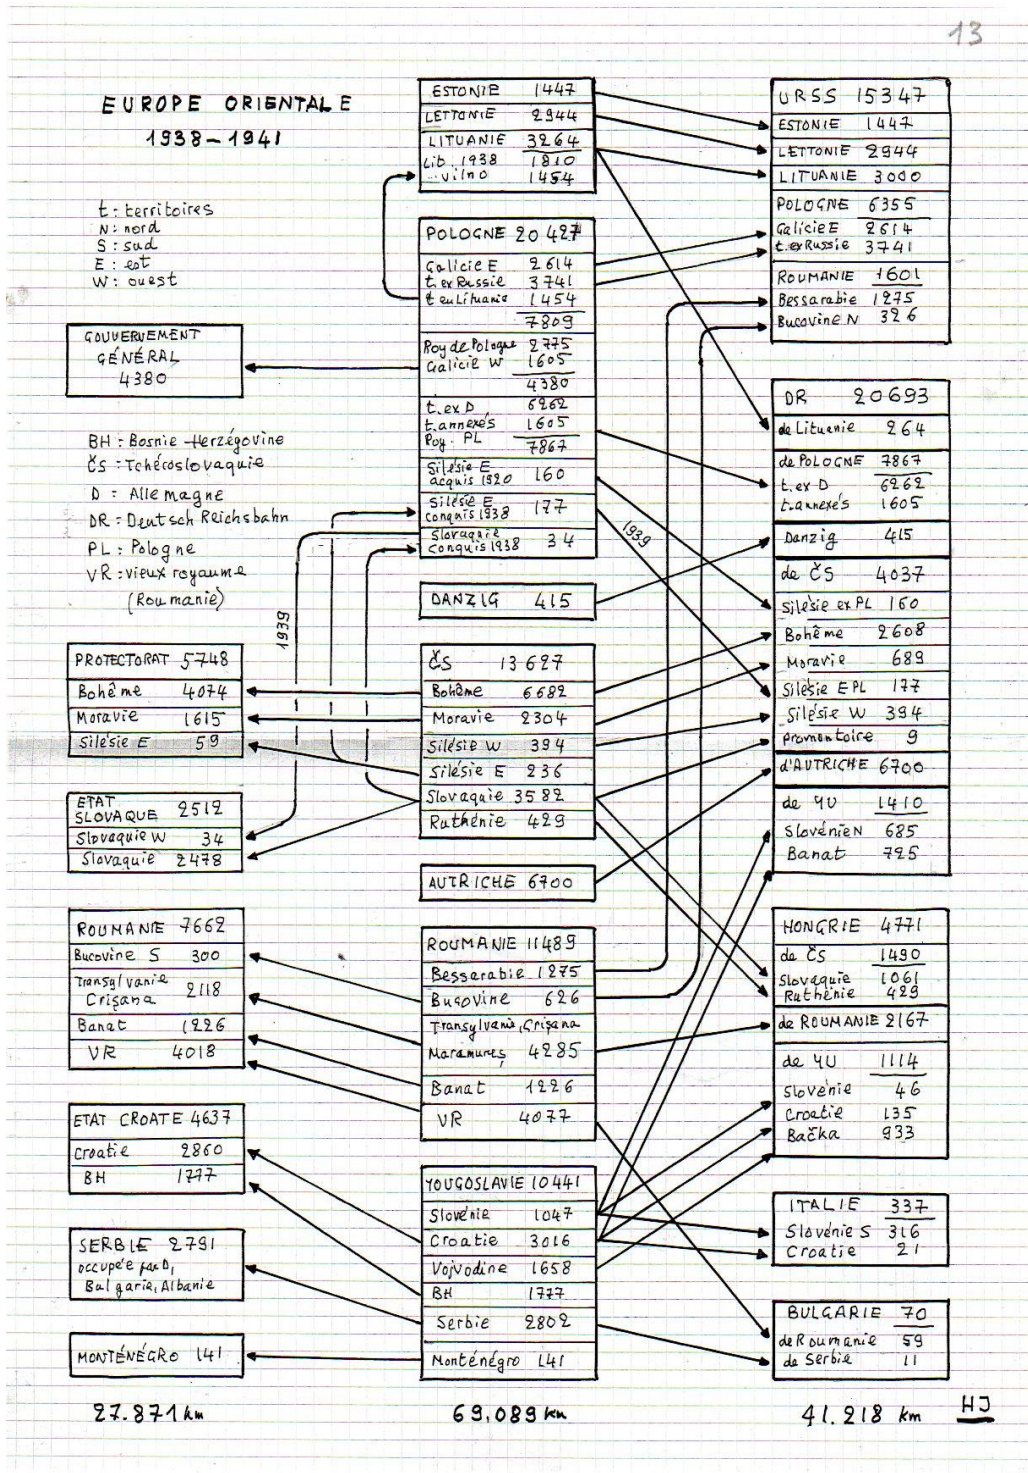 13
EUROPE ORIENTALE
1938-1941
t: territoires
N: nord
S: sud
E: est
W: ouest
GOUVERNEMENT
GÉNÉRAL
4380
BH: Bosnie-Herzégovine
ČS: Tchécoslovaquie
D = Allemagne
DR: Deutsch Reichsbahn
PL: Pologne
VR: vieux royaume
(Roumanie)
1939
PROTECTORAT 5748
Bohême 4074
Moravie 1615
Silésie E 59
ETAT
SLOVAQUE 2512
Slovaquie W 34
Slovaquie 2478
ROUMANIE 7662
Bucovine S 300
Transylvanie
Crişana 2118
Banat 1226
VR 4018
ETAT CROATE 4637
Croatie 2860
BH 1777
SERBIE 2791
occupée par D,
Bulgarie, Albanie
MONTÉNÉGRO 141
27.871 km
ESTONIE 1447
LETTONIE 2944
LITUANIE 3264
Lib. 1938 1810
Vilno 1454
POLOGNE 20427
Galicie E 2614
t.ex Russie 3741
t en Lituanie 1454
7809
Roy de Pologne 2775
Galicie W 1605
4380
t.ex D 6262
t.annexés 1605
Roy. PL 7867
Silésie E
acquis 1920 160
Silésie E
conquis 1938 177
Slovaquie
conquis 1938 34
1939
DANZIG 415
ČS 13627
Bohême 6682
Moravie 2304
Silésie W 394
Silésie E 236
Slovaquie 3582
Ruthénie 429
AUTRICHE 6700
ROUMANIE 11489
Bessarabie 1275
Bucovine 626
Transylvanie, Crişana
Maramureş 4285
Banat 1226
VR 4077
YOUGOSLAVIE 10441
Slovénie 1047
Croatie 3016
Vojvodine 1658
BH 1777
Serbie 2802
Monténégro 141
69.089 km
URSS 15347
ESTONIE 1447
LETTONIE 2944
LITUANIE 3000
POLOGNE 6355
Galicie E 2614
t.ex Russie 3741
ROUMANIE 1601
Bessarabie 1275
Bucovine N 326
DR 20693
de Lituanie 264
de POLOGNE 7867
t.ex D 6262
t.annexés 1605
Danzig 415
de ČS 4037
Silésie ex PL 160
Bohême 2608
Moravie 689
Silésie E PL 177
Silésie W 394
promontoire 9
d'AUTRICHE 6700
de YU 1410
Slovénie N 685
Banat 725
HONGRIE 4771
de ČS 1490
Slovaquie 1061
Ruthénie 429
de ROUMANIE 2167
de YU 1114
Slovénie 46
Croatie 135
Bačka 933
ITALIE 337
Slovénie S 316
Croatie 21
BULGARIE 70
de Roumanie 59
de Serbie 11
41.218 km
HJ